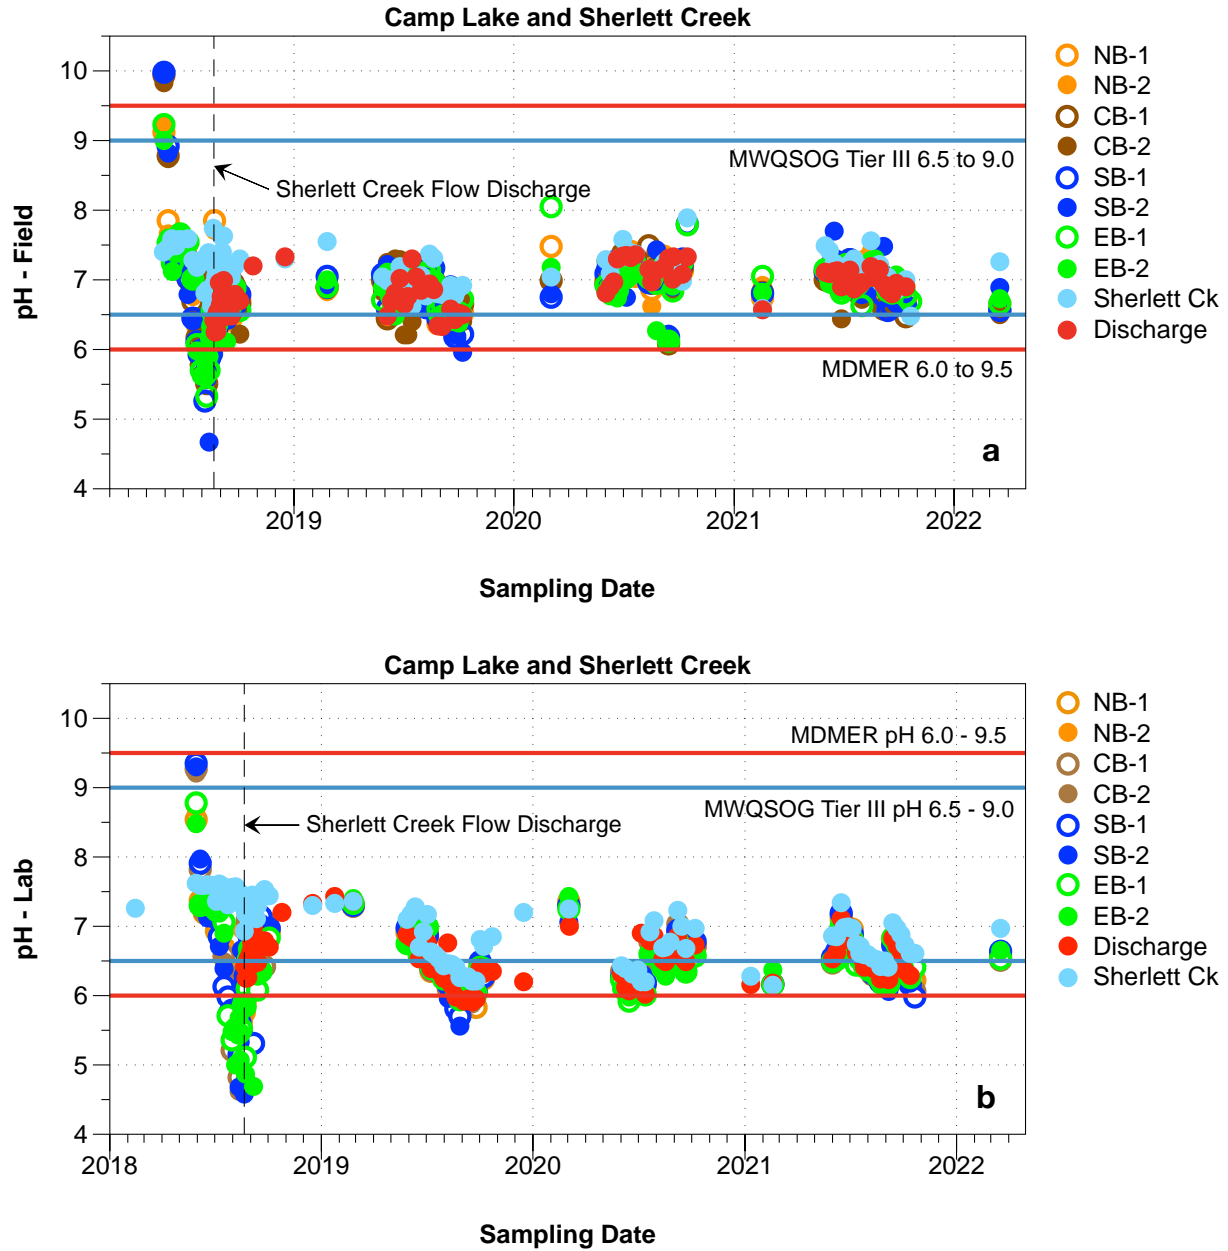 Camp Lake and Sherlett Creek
10
9
8
7
6
5
4
pH - Field
MWQSOG Tier III 6.5 to 9.0
Sherlett Creek Flow Discharge
MDMER 6.0 to 9.5
a
2019
2020
2021
2022
Sampling Date
NB-1
NB-2
CB-1
CB-2
SB-1
SB-2
EB-1
EB-2
Sherlett Ck
Discharge
Camp Lake and Sherlett Creek
10
9
8
7
6
5
4
pH - Lab
MDMER pH 6.0 - 9.5
MWQSOG Tier III pH 6.5 - 9.0
Sherlett Creek Flow Discharge
b
2018
2019
2020
2021
2022
Sampling Date
NB-1
NB-2
CB-1
CB-2
SB-1
SB-2
EB-1
EB-2
Discharge
Sherlett Ck